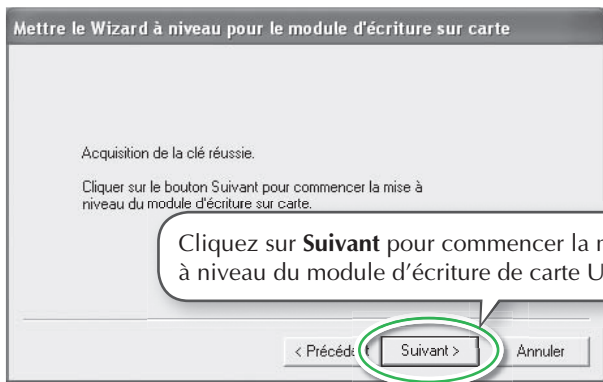 Mettre le Wizard à niveau pour le module d'écriture sur carte
Acquisition de la clé réussie.
Cliquer sur le bouton Suivant pour commencer la mise à
niveau du module d'écriture sur carte.
Cliquez sur Suivant pour commencer la
à niveau du module d'écriture de carte
< Précédent Suivant > Annuler